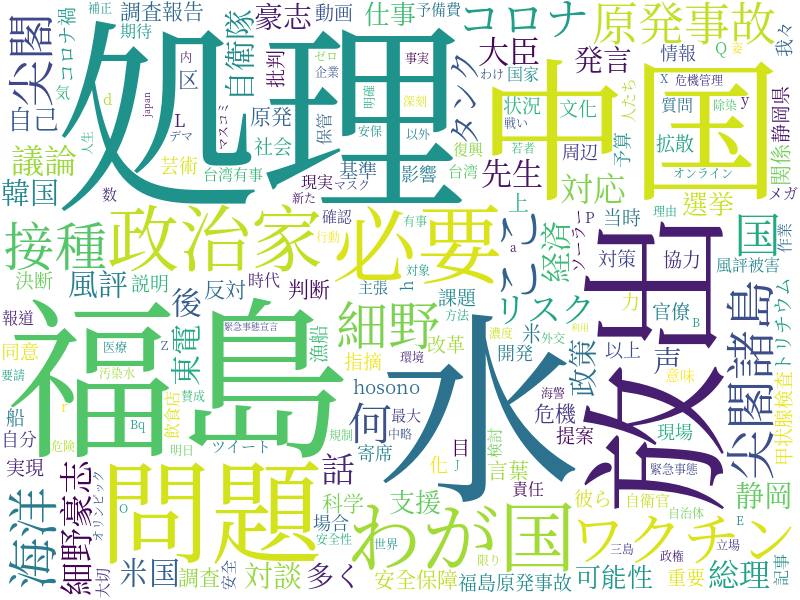 尖閣
気
コロナ禍
補正
期待
調査報告
区
内
d
自己
L
デマ
japan
人生
マスコミ
自衛隊
豪志
動画
批判
ゼロ
企業
原発
社会
台湾有事
数
処理
仕事
予備費
事実
明確
深刻
保管
安保
以外
基準
影響
現実
マスク
新た
コロナ
大臣
タンク
状況
戦い
復興
若者
台湾
先生
原発事故
発言
情報
わけ
国家
X
危機管理
Q
姿
質問
除染
y
文化
人たち
拡散
予算
周辺
オンライン
我々
静岡県
関係
メガ
議論
芸術
韓国
中国
接種
政治家
必要
確認
行動
有事
a
上
こと
対応
経済
選挙
P
ソーラー
当時
理由
作業
国
決断
風評
説明
後
反対
時代
判断
主張
対象
h
課題
方法
リスク
対策
協力
風評被害
力
官僚
B
トリチウム
報道
同意
要請
船
自分
実現
医療
汚染水
Z
r
危険
明日
賛成
Bq
飲食店
ツイート
東電
緊急事態宣言
福島
漁船
細野
指摘
改革
環境
hosono
何
最大
中略
規制
寄席
水
米
外交
濃度
利用
開発
以上
政策
声
海警
危機
提案
意味
現場
放出
尖閣諸島
甲状腺検査
海洋
細野豪志
オリンピック
大切
O
問題
米国
調査
安全
安全性
対談
話
科学
場合
世界
多く
化
目
J
検討
言葉
責任
支援
限り
わが国
安全保障
福島原発事故
彼ら
自衛官
緊急事態
自治体
E
ワクチン
三島
政権
立場
可能性
重要
静岡
総理
記事